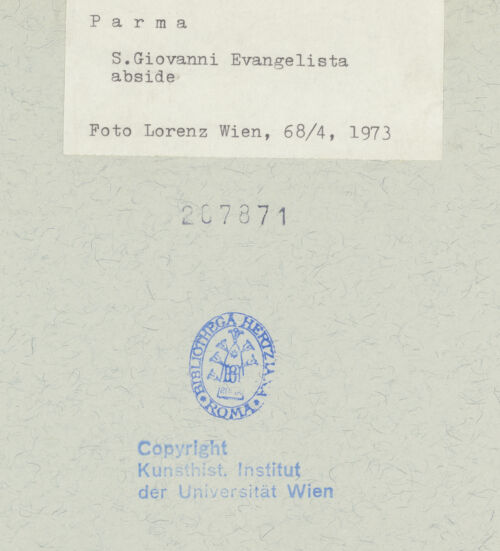 P a r m a
S.Giovanni Evangelista
abside
Foto Lorenz Wien, 68/4, 1973
207871
BIBLIOTHECA HERTZIANA
ROMA
Copyright
Kunsthist. Institut
der Universität Wien